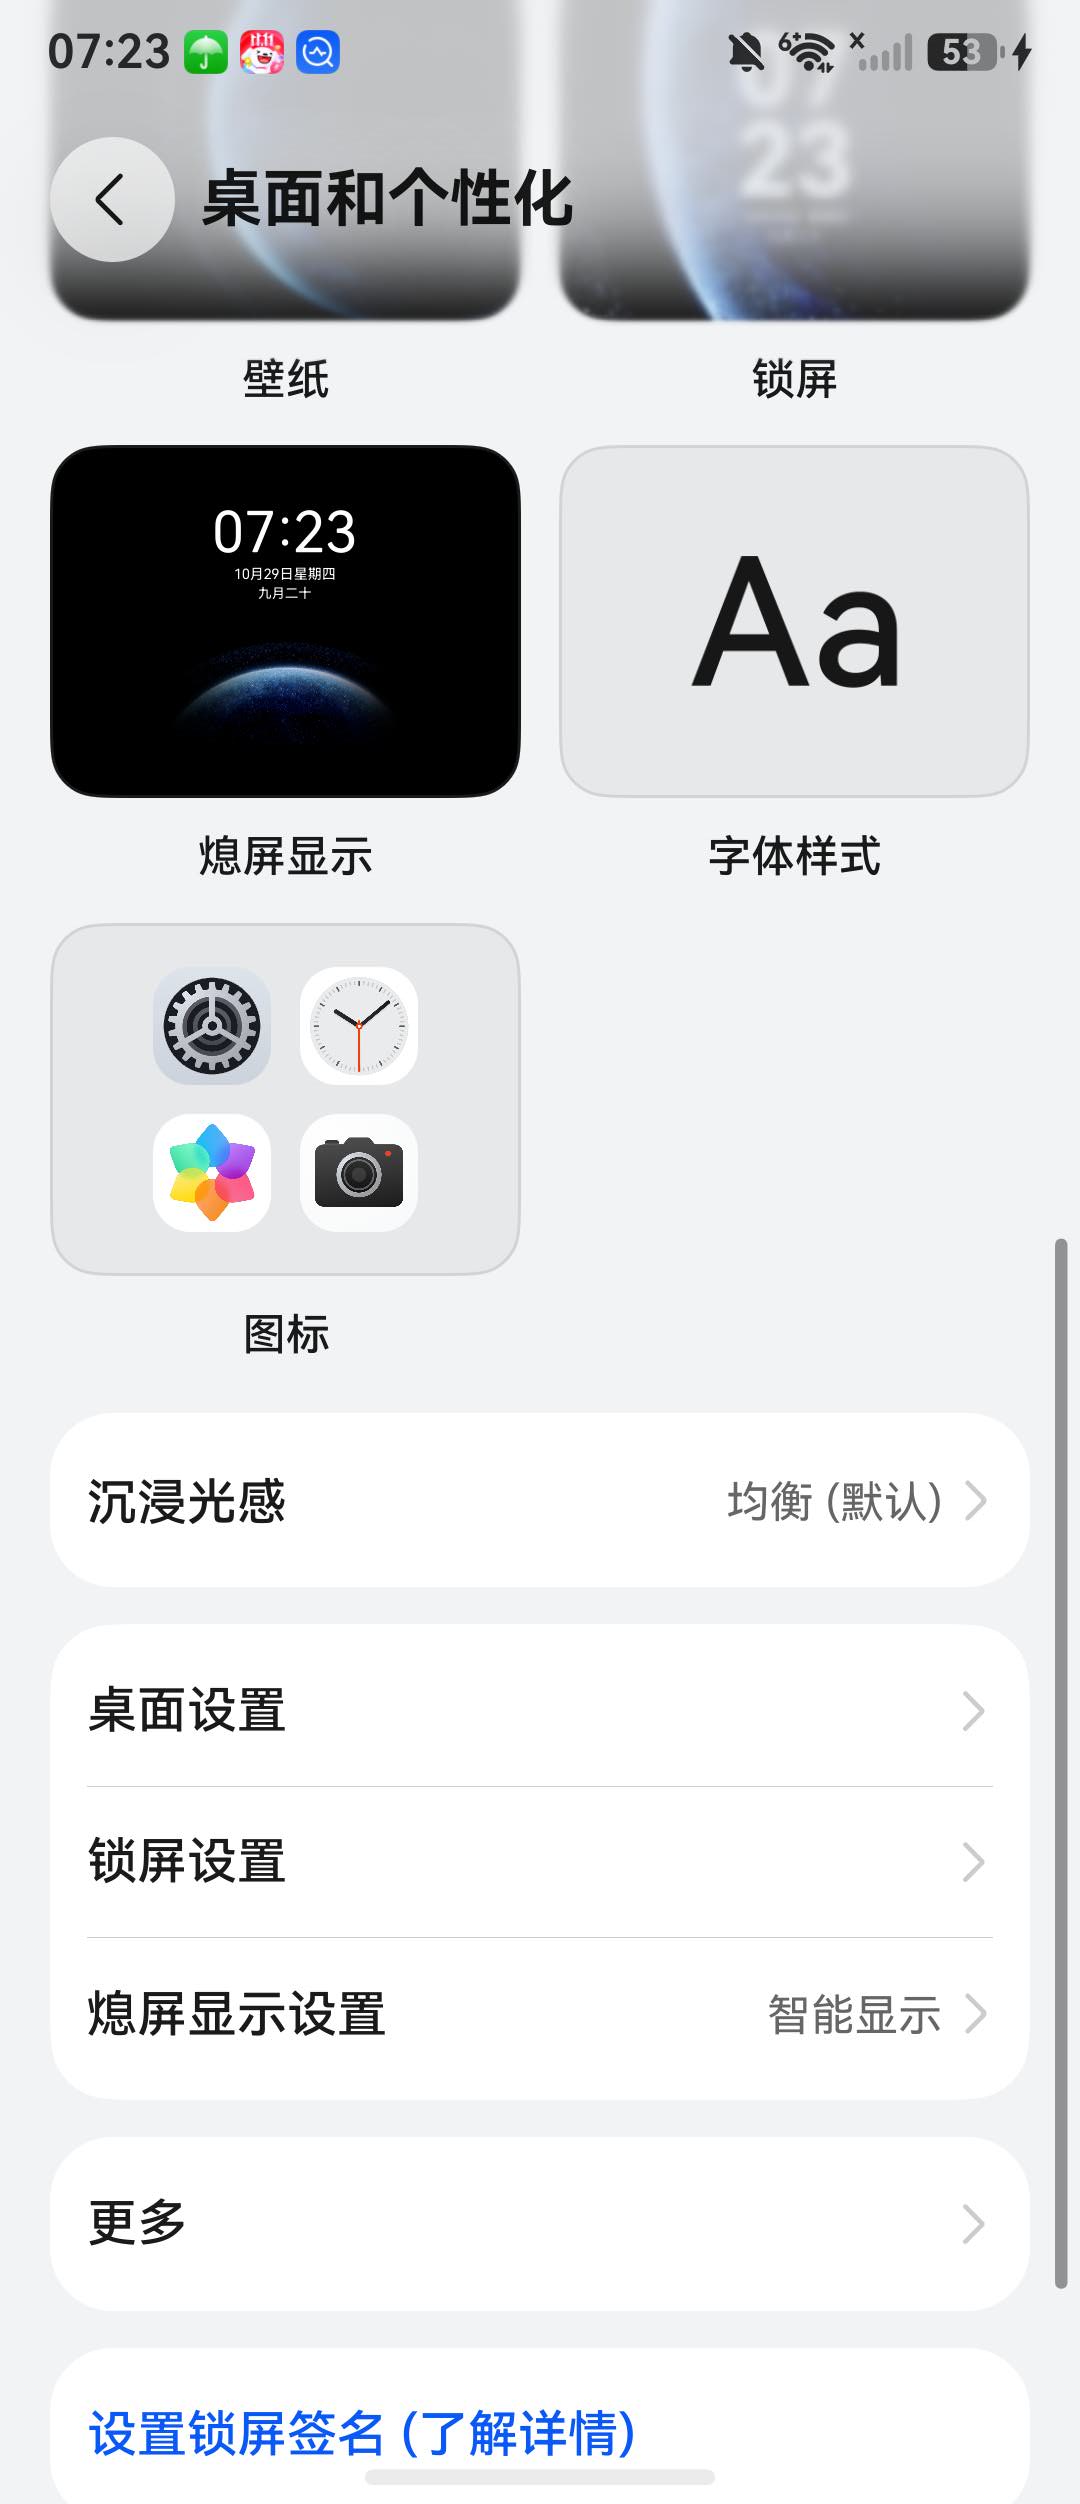 07:23
53
桌面和个性化
07
23
壁纸
锁屏
07:23
10月29日星期四
九月二十
Aa
熄屏显示
字体样式
图标
沉浸光感
均衡 (默认)
桌面设置
锁屏设置
熄屏显示设置
智能显示
更多
设置锁屏签名 (了解详情)